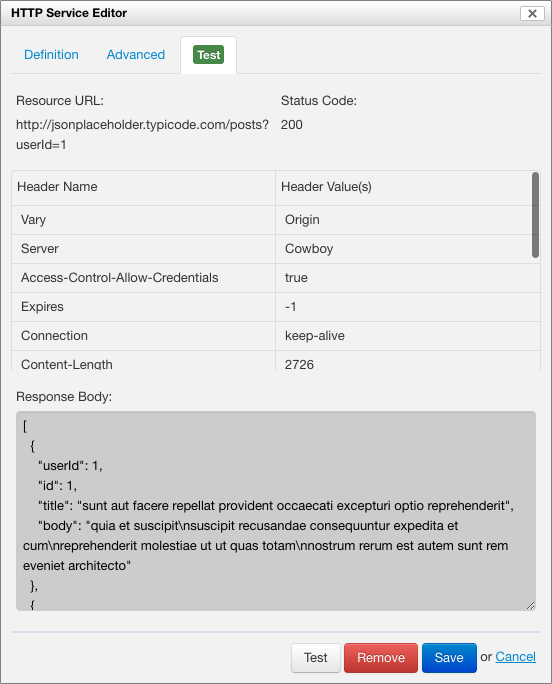 HTTP Service Editor
Definition Advanced Test
Resource URL: Status Code:
http://jsonplaceholder.typicode.com/posts? 200
userId=1
Header Name Header Value(s)
Vary Origin
Server Cowboy
Access-Control-Allow-Credentials true
Expires -1
Connection keep-alive
Content-Length 2726
Response Body:
[
{
"userId": 1,
"id": 1,
"title": "sunt aut facere repellat provident occaecati excepturi optio reprehenderit",
"body": "quia et suscipit\nsuscipit recusandae consequuntur expedita et
cum\nreprehenderit molestiae ut ut quas totam\nnostrum rerum est autem sunt rem
eveniet architecto"
},
{
Test Remove Save or Cancel